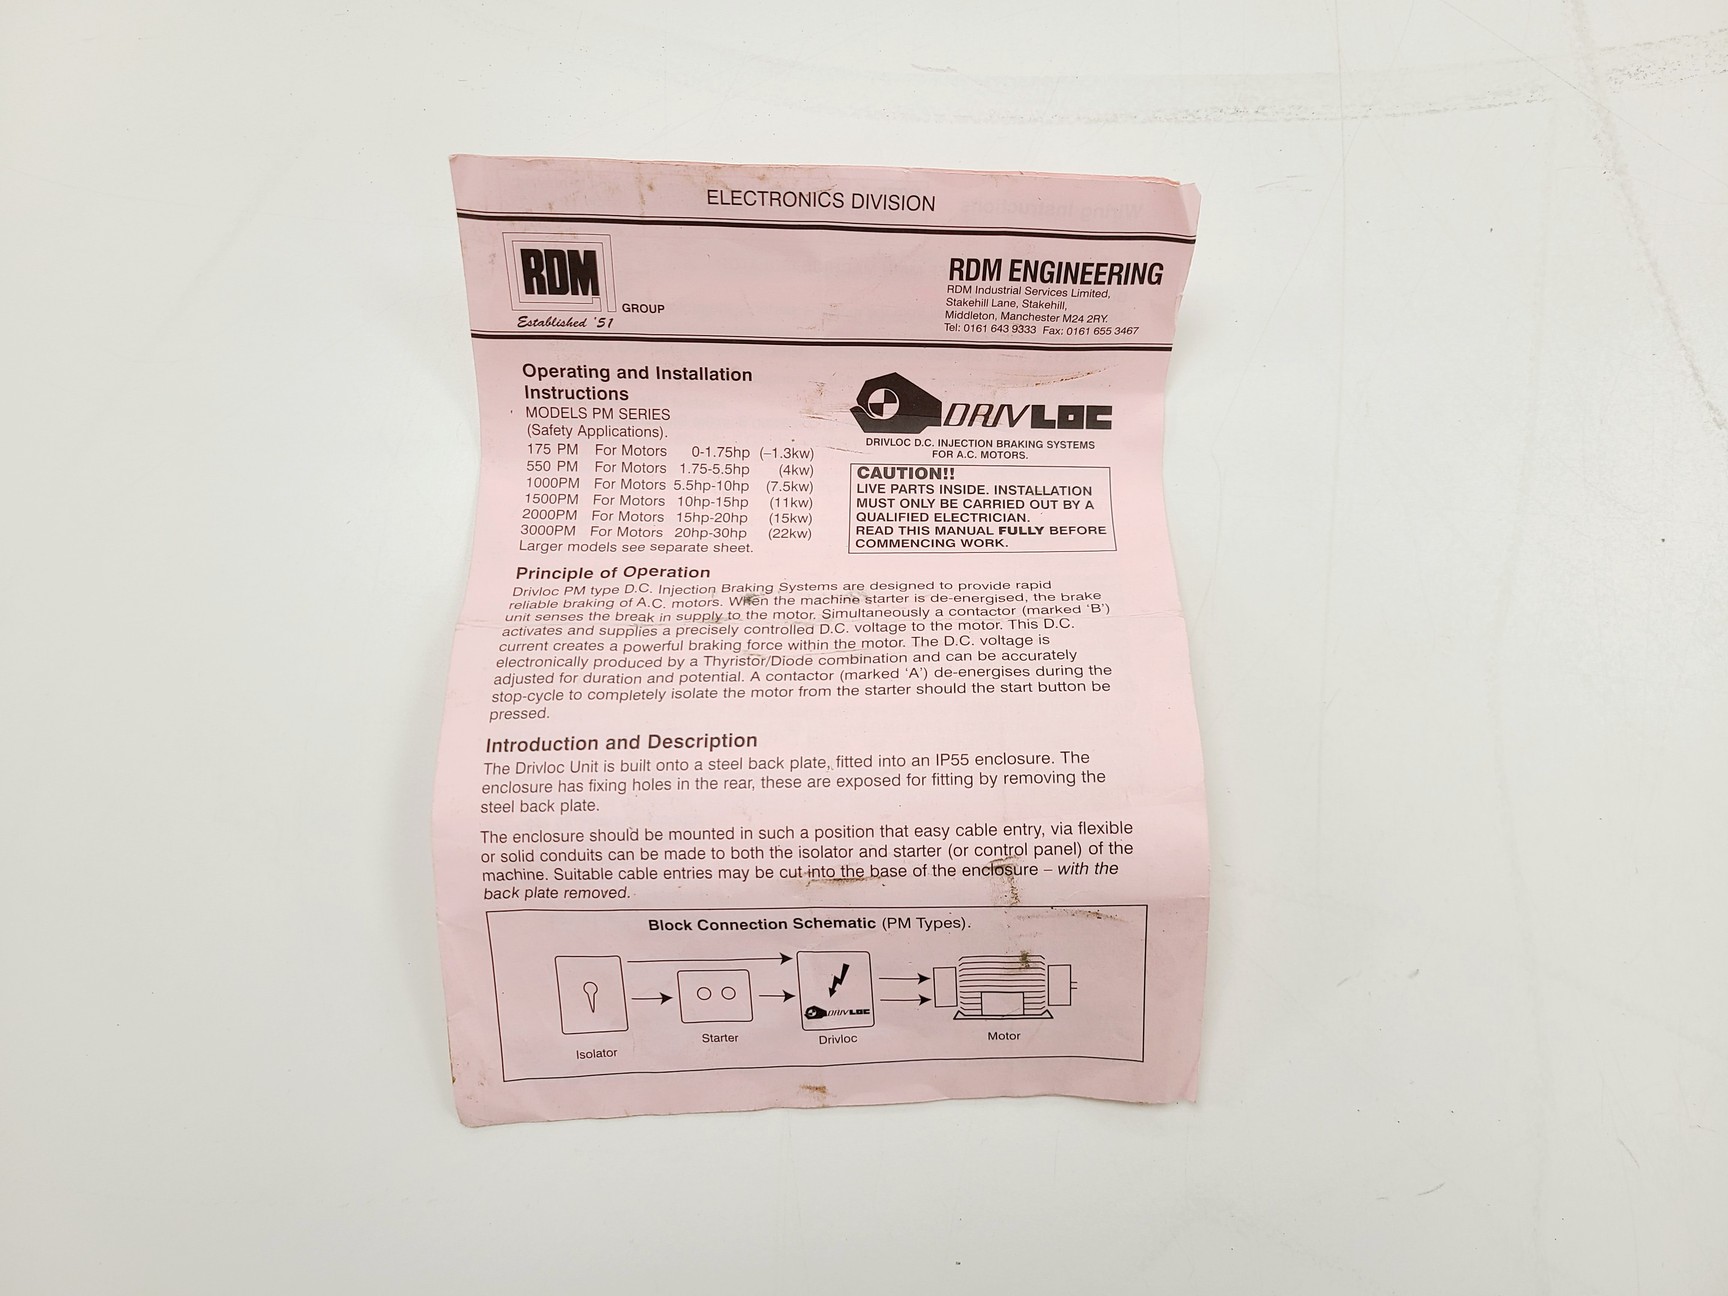 ELECTRONICS DIVISION
RDM
GROUP
Established '51
RDM ENGINEERING
RDM Industrial Services Limited,
Stakehill Lane, Stakehill,
Middleton, Manchester M24 2RY.
Tel: 0161 643 9333 Fax: 0161 655 3467
Operating and Installation
Instructions
MODELS PM SERIES
(Safety Applications).
175 PM For Motors 0-1.75hp (–1.3kw)
550 PM For Motors 1.75-5.5hp (4kw)
1000PM For Motors 5.5hp-10hp (7.5kw)
1500PM For Motors 10hp-15hp (11kw)
2000PM For Motors 15hp-20hp (15kw)
3000PM For Motors 20hp-30hp (22kw)
Larger models see separate sheet.
DRIVLOC
DRIVLOC D.C. INJECTION BRAKING SYSTEMS
FOR A.C. MOTORS.
CAUTION!!
LIVE PARTS INSIDE. INSTALLATION
MUST ONLY BE CARRIED OUT BY A
QUALIFIED ELECTRICIAN.
READ THIS MANUAL FULLY BEFORE
COMMENCING WORK.
Principle of Operation
Drivloc PM type D.C. Injection Braking Systems are designed to provide rapid
reliable braking of A.C. motors. When the machine starter is de-energised, the brake
unit senses the break in supply to the motor. Simultaneously a contactor (marked 'B')
activates and supplies a precisely controlled D.C. voltage to the motor. This D.C.
current creates a powerful braking force within the motor. The D.C. voltage is
electronically produced by a Thyristor/Diode combination and can be accurately
adjusted for duration and potential. A contactor (marked 'A') de-energises during the
stop-cycle to completely isolate the motor from the starter should the start button be
pressed.
Introduction and Description
The Drivloc Unit is built onto a steel back plate, fitted into an IP55 enclosure. The
enclosure has fixing holes in the rear, these are exposed for fitting by removing the
steel back plate.
The enclosure should be mounted in such a position that easy cable entry, via flexible
or solid conduits can be made to both the isolator and starter (or control panel) of the
machine. Suitable cable entries may be cut into the base of the enclosure – with the
back plate removed.
Block Connection Schematic (PM Types).
DRIVLOC
Isolator
Starter
Drivloc
Motor